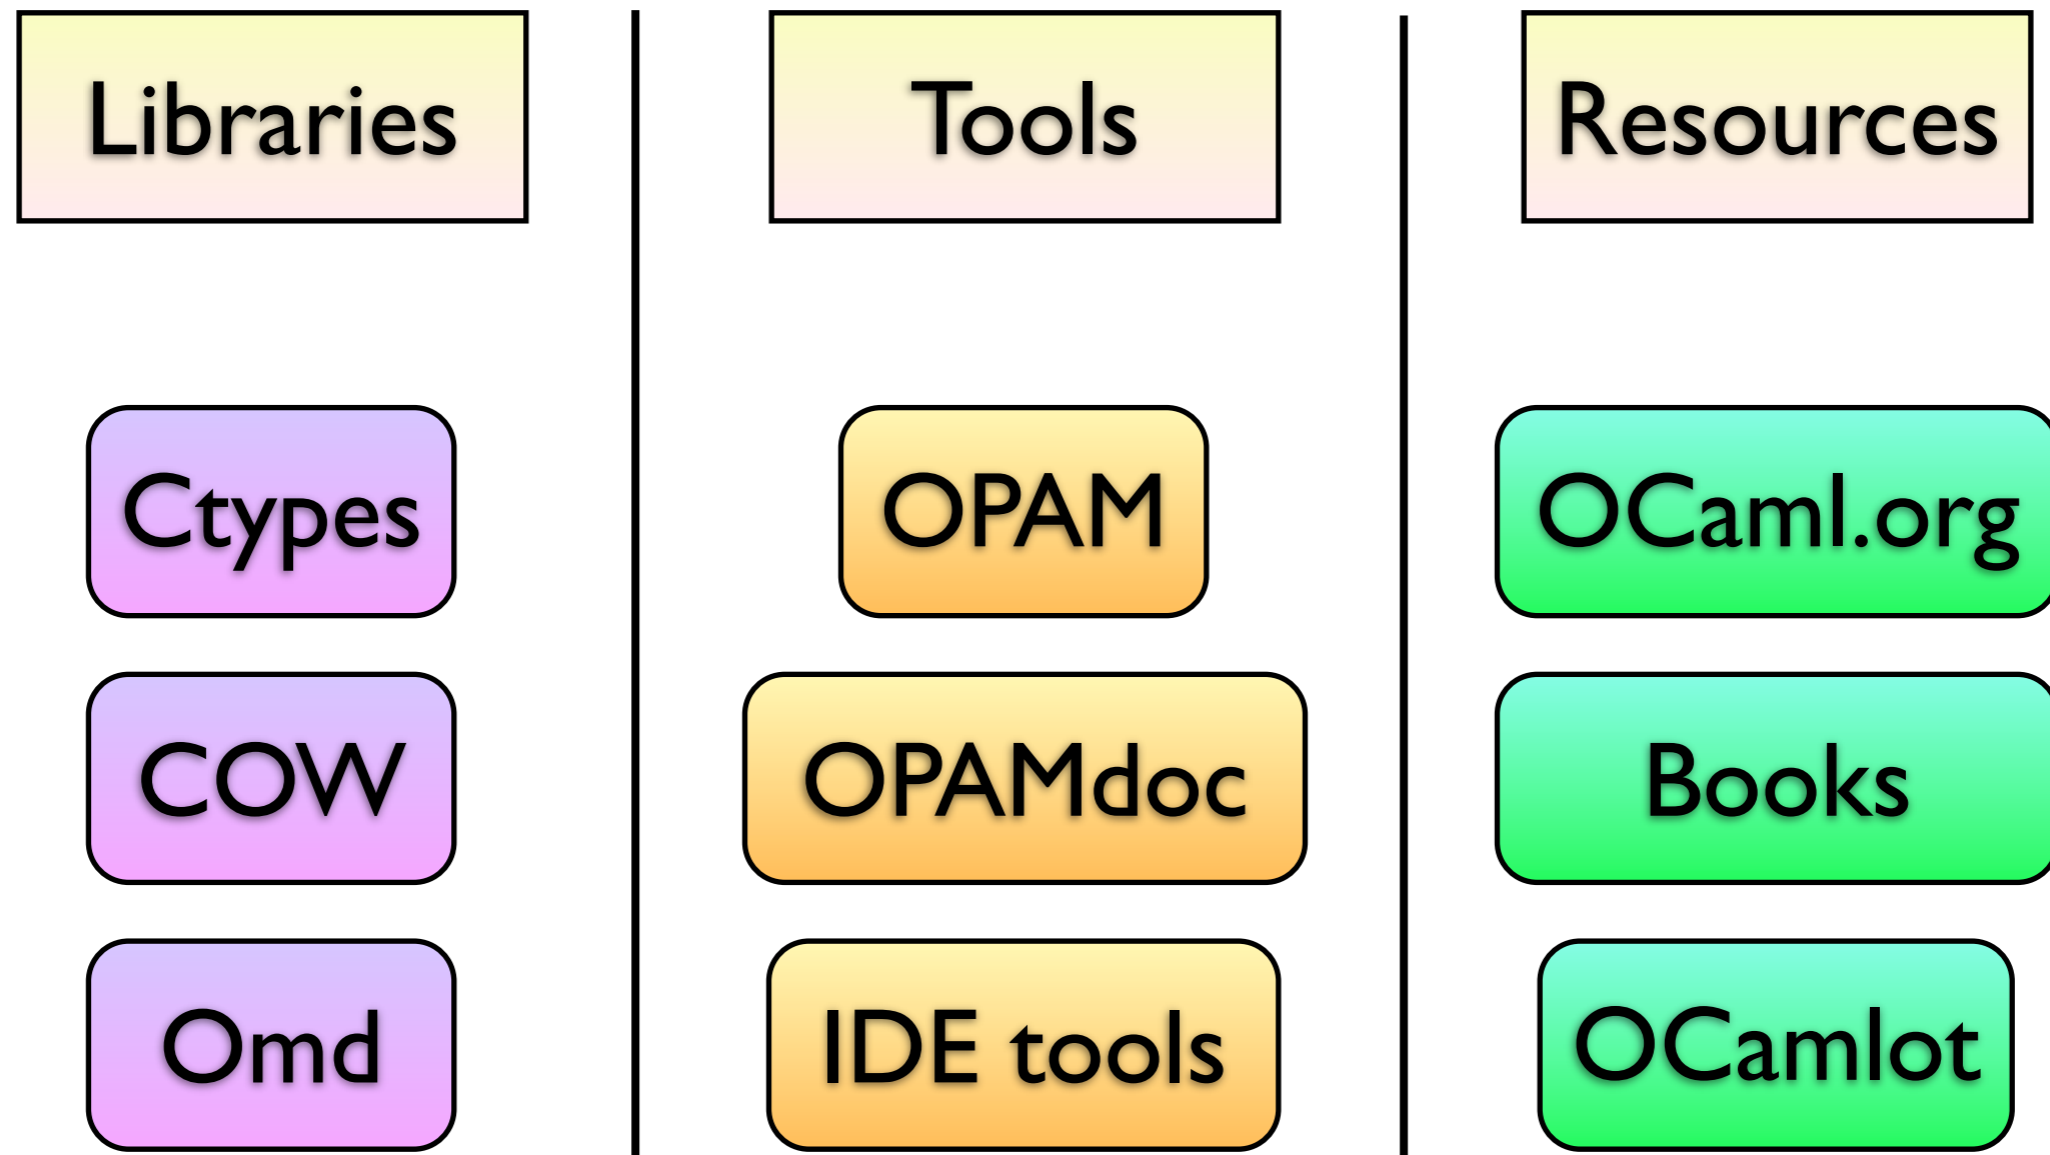 Libraries
Tools
Resources
Ctypes
OPAM
OCaml.org
COW
OPAMdoc
Books
Omd
IDE tools
OCamlot